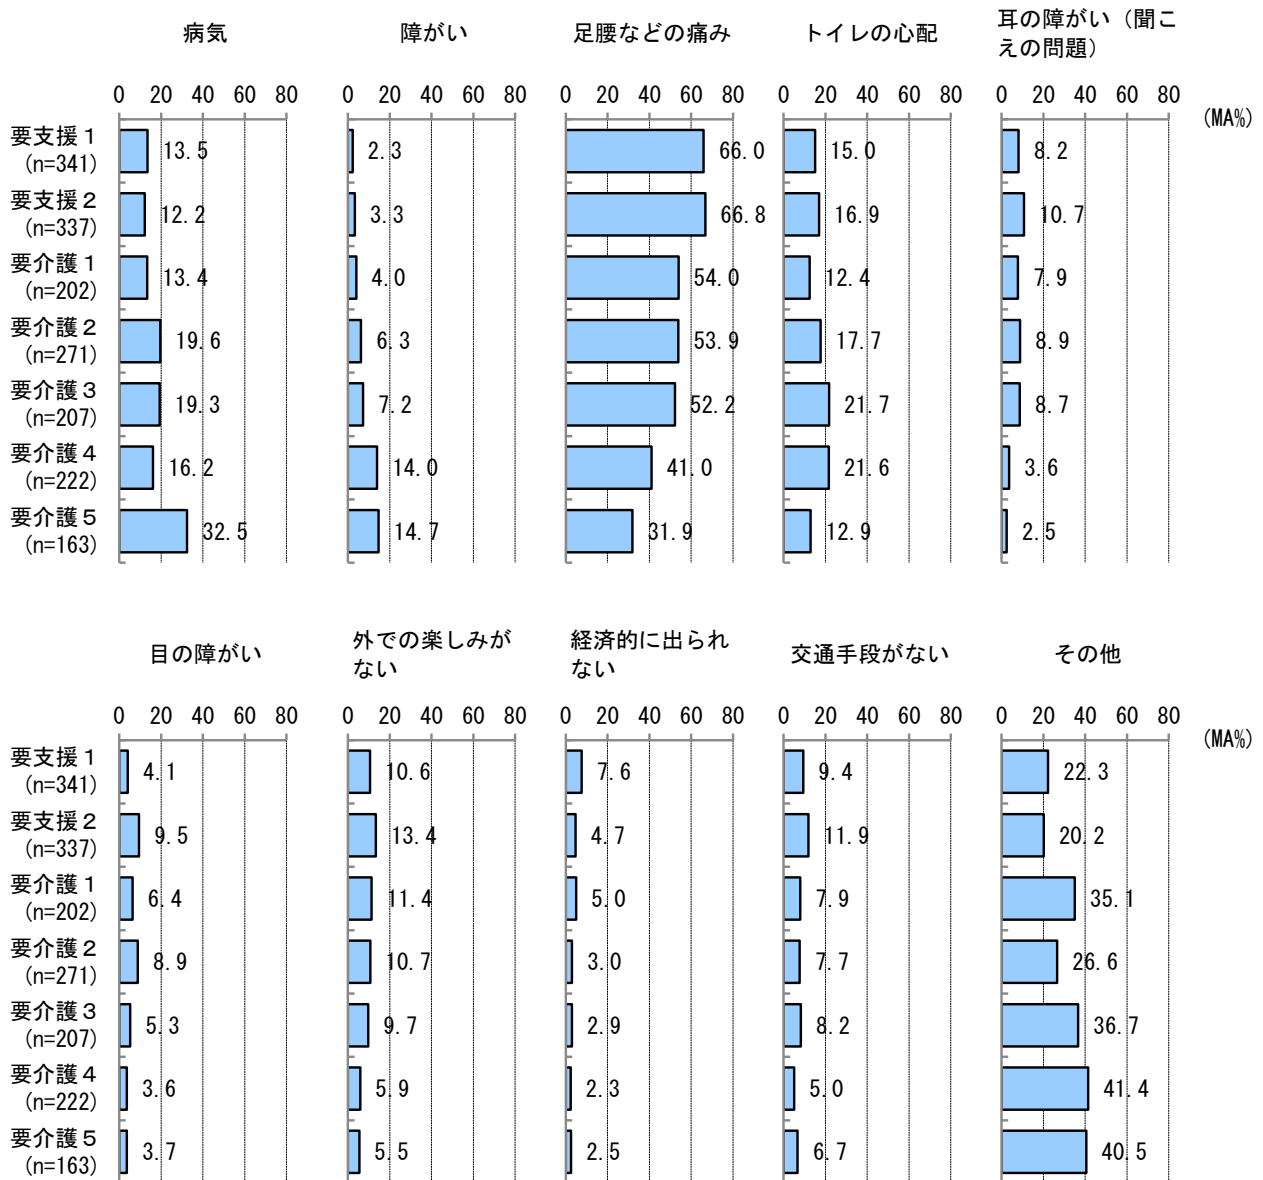 病気 障がい 足腰などの痛み トイレの心配 耳の障がい（聞こ
えの問題）
0 20 40 60 80 0 20 40 60 80 0 20 40 60 80 0 20 40 60 80 0 20 40 60 80
(MA%)
要支援１ 13.5 2.3 66.0 15.0 8.2
(n=341)
要支援２ 12.2 3.3 66.8 16.9 10.7
(n=337)
要介護１ 13.4 4.0 54.0 12.4 7.9
(n=202)
要介護２ 19.6 6.3 53.9 17.7 8.9
(n=271)
要介護３ 19.3 7.2 52.2 21.7 8.7
(n=207)
要介護４ 16.2 14.0 41.0 21.6 3.6
(n=222)
要介護５ 32.5 14.7 31.9 12.9 2.5
(n=163)
目の障がい 外での楽しみが
ない 経済的に出られ
ない 交通手段がない その他
0 20 40 60 80 0 20 40 60 80 0 20 40 60 80 0 20 40 60 80 0 20 40 60 80
(MA%)
要支援１ 4.1 10.6 7.6 9.4 22.3
(n=341)
要支援２ 9.5 13.4 4.7 11.9 20.2
(n=337)
要介護１ 6.4 11.4 5.0 7.9 35.1
(n=202)
要介護２ 8.9 10.7 3.0 7.7 26.6
(n=271)
要介護３ 5.3 9.7 2.9 8.2 36.7
(n=207)
要介護４ 3.6 5.9 2.3 5.0 41.4
(n=222)
要介護５ 3.7 5.5 2.5 6.7 40.5
(n=163)